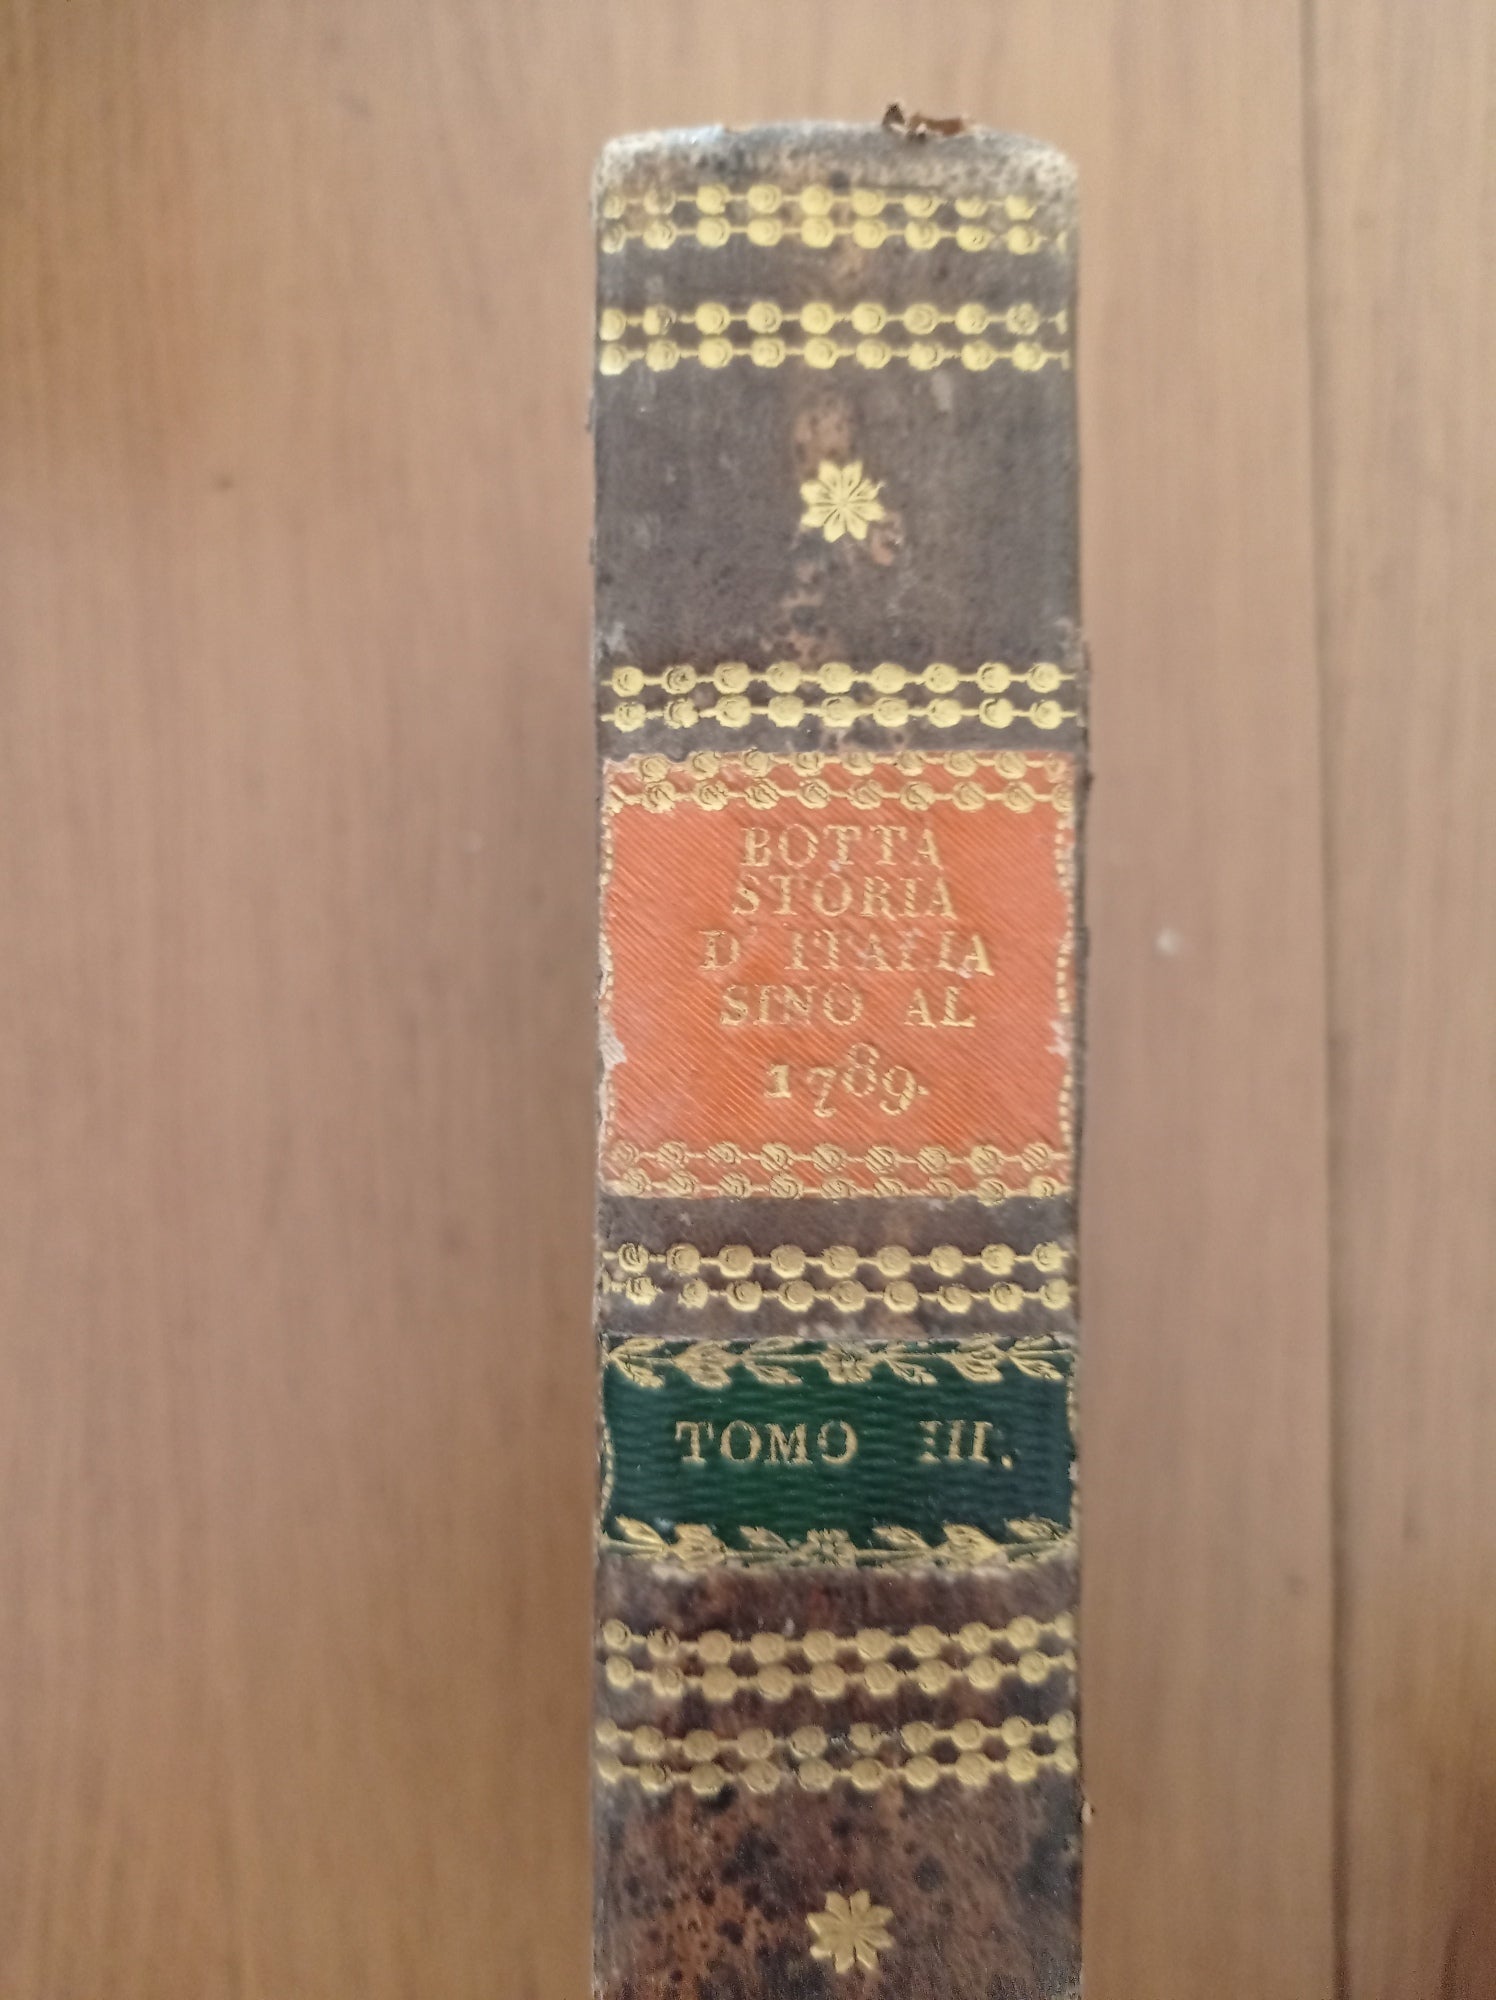 BOTTA
STORIA
D' ITALIA
SINO AL
1789.
TOMO III.